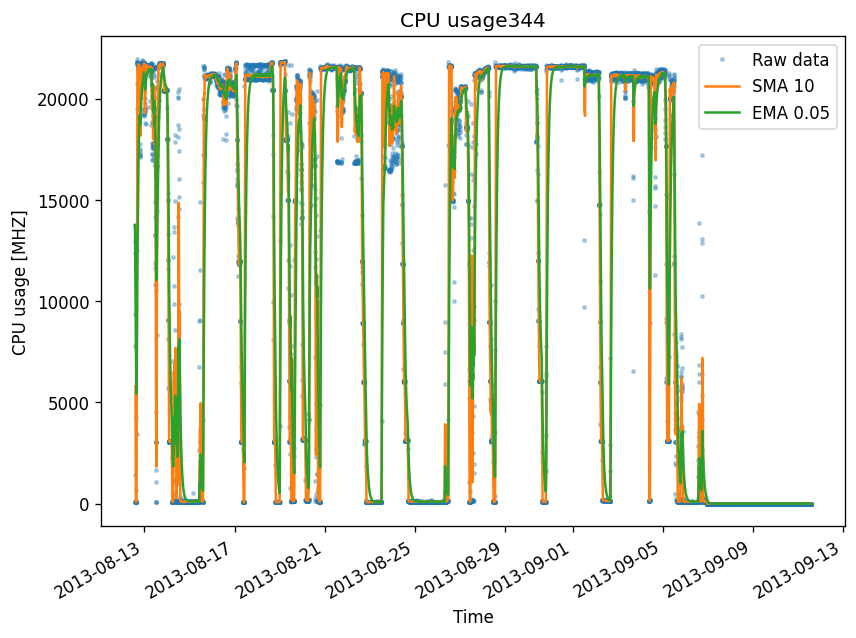 CPU usage344
Raw data
SMA 10
EMA 0.05
CPU usage [MHZ]
20000
15000
10000
5000
0
2013-08-13
2013-08-17
2013-08-21
2013-08-25
2013-08-29
2013-09-01
2013-09-05
2013-09-09
2013-09-13
Time